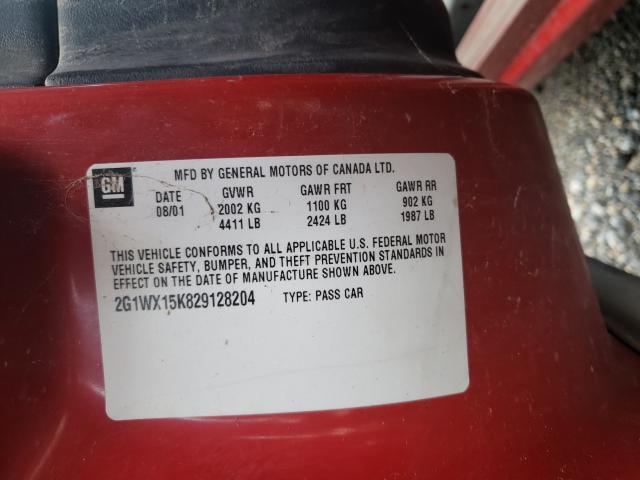 MFD BY GENERAL MOTORS OF CANADA LTD.
GM
DATE GVWR GAWR FRT GAWR RR
08/01 2002 KG 1100 KG 902 KG
4411 LB 2424 LB 1987 LB
THIS VEHICLE CONFORMS TO ALL APPLICABLE U.S. FEDERAL MOTOR
VEHICLE SAFETY, BUMPER, AND THEFT PREVENTION STANDARDS IN
EFFECT ON THE DATE OF MANUFACTURE SHOWN ABOVE.
2G1WX15K829128204 TYPE: PASS CAR